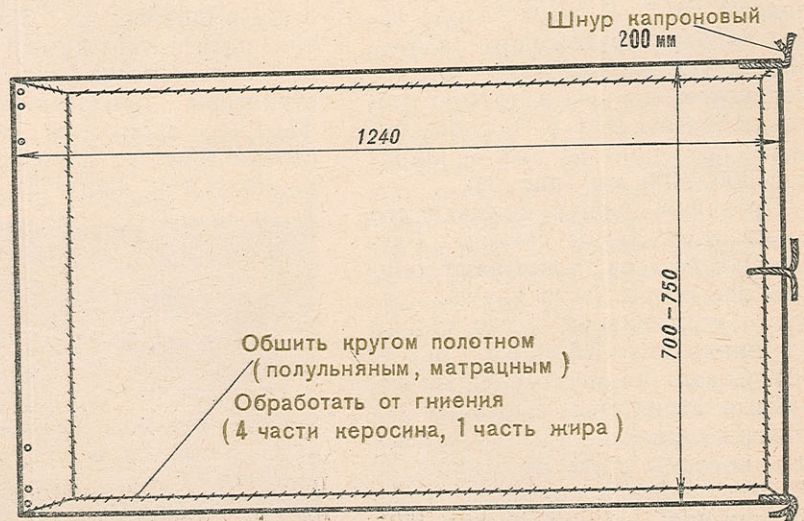 Шнур капроновый
200 мм
1240
700-750
Обшить кругом полотном
(полульняным, матрацным)
Обработать от гниения
(4 части керосина, 1 часть жира)